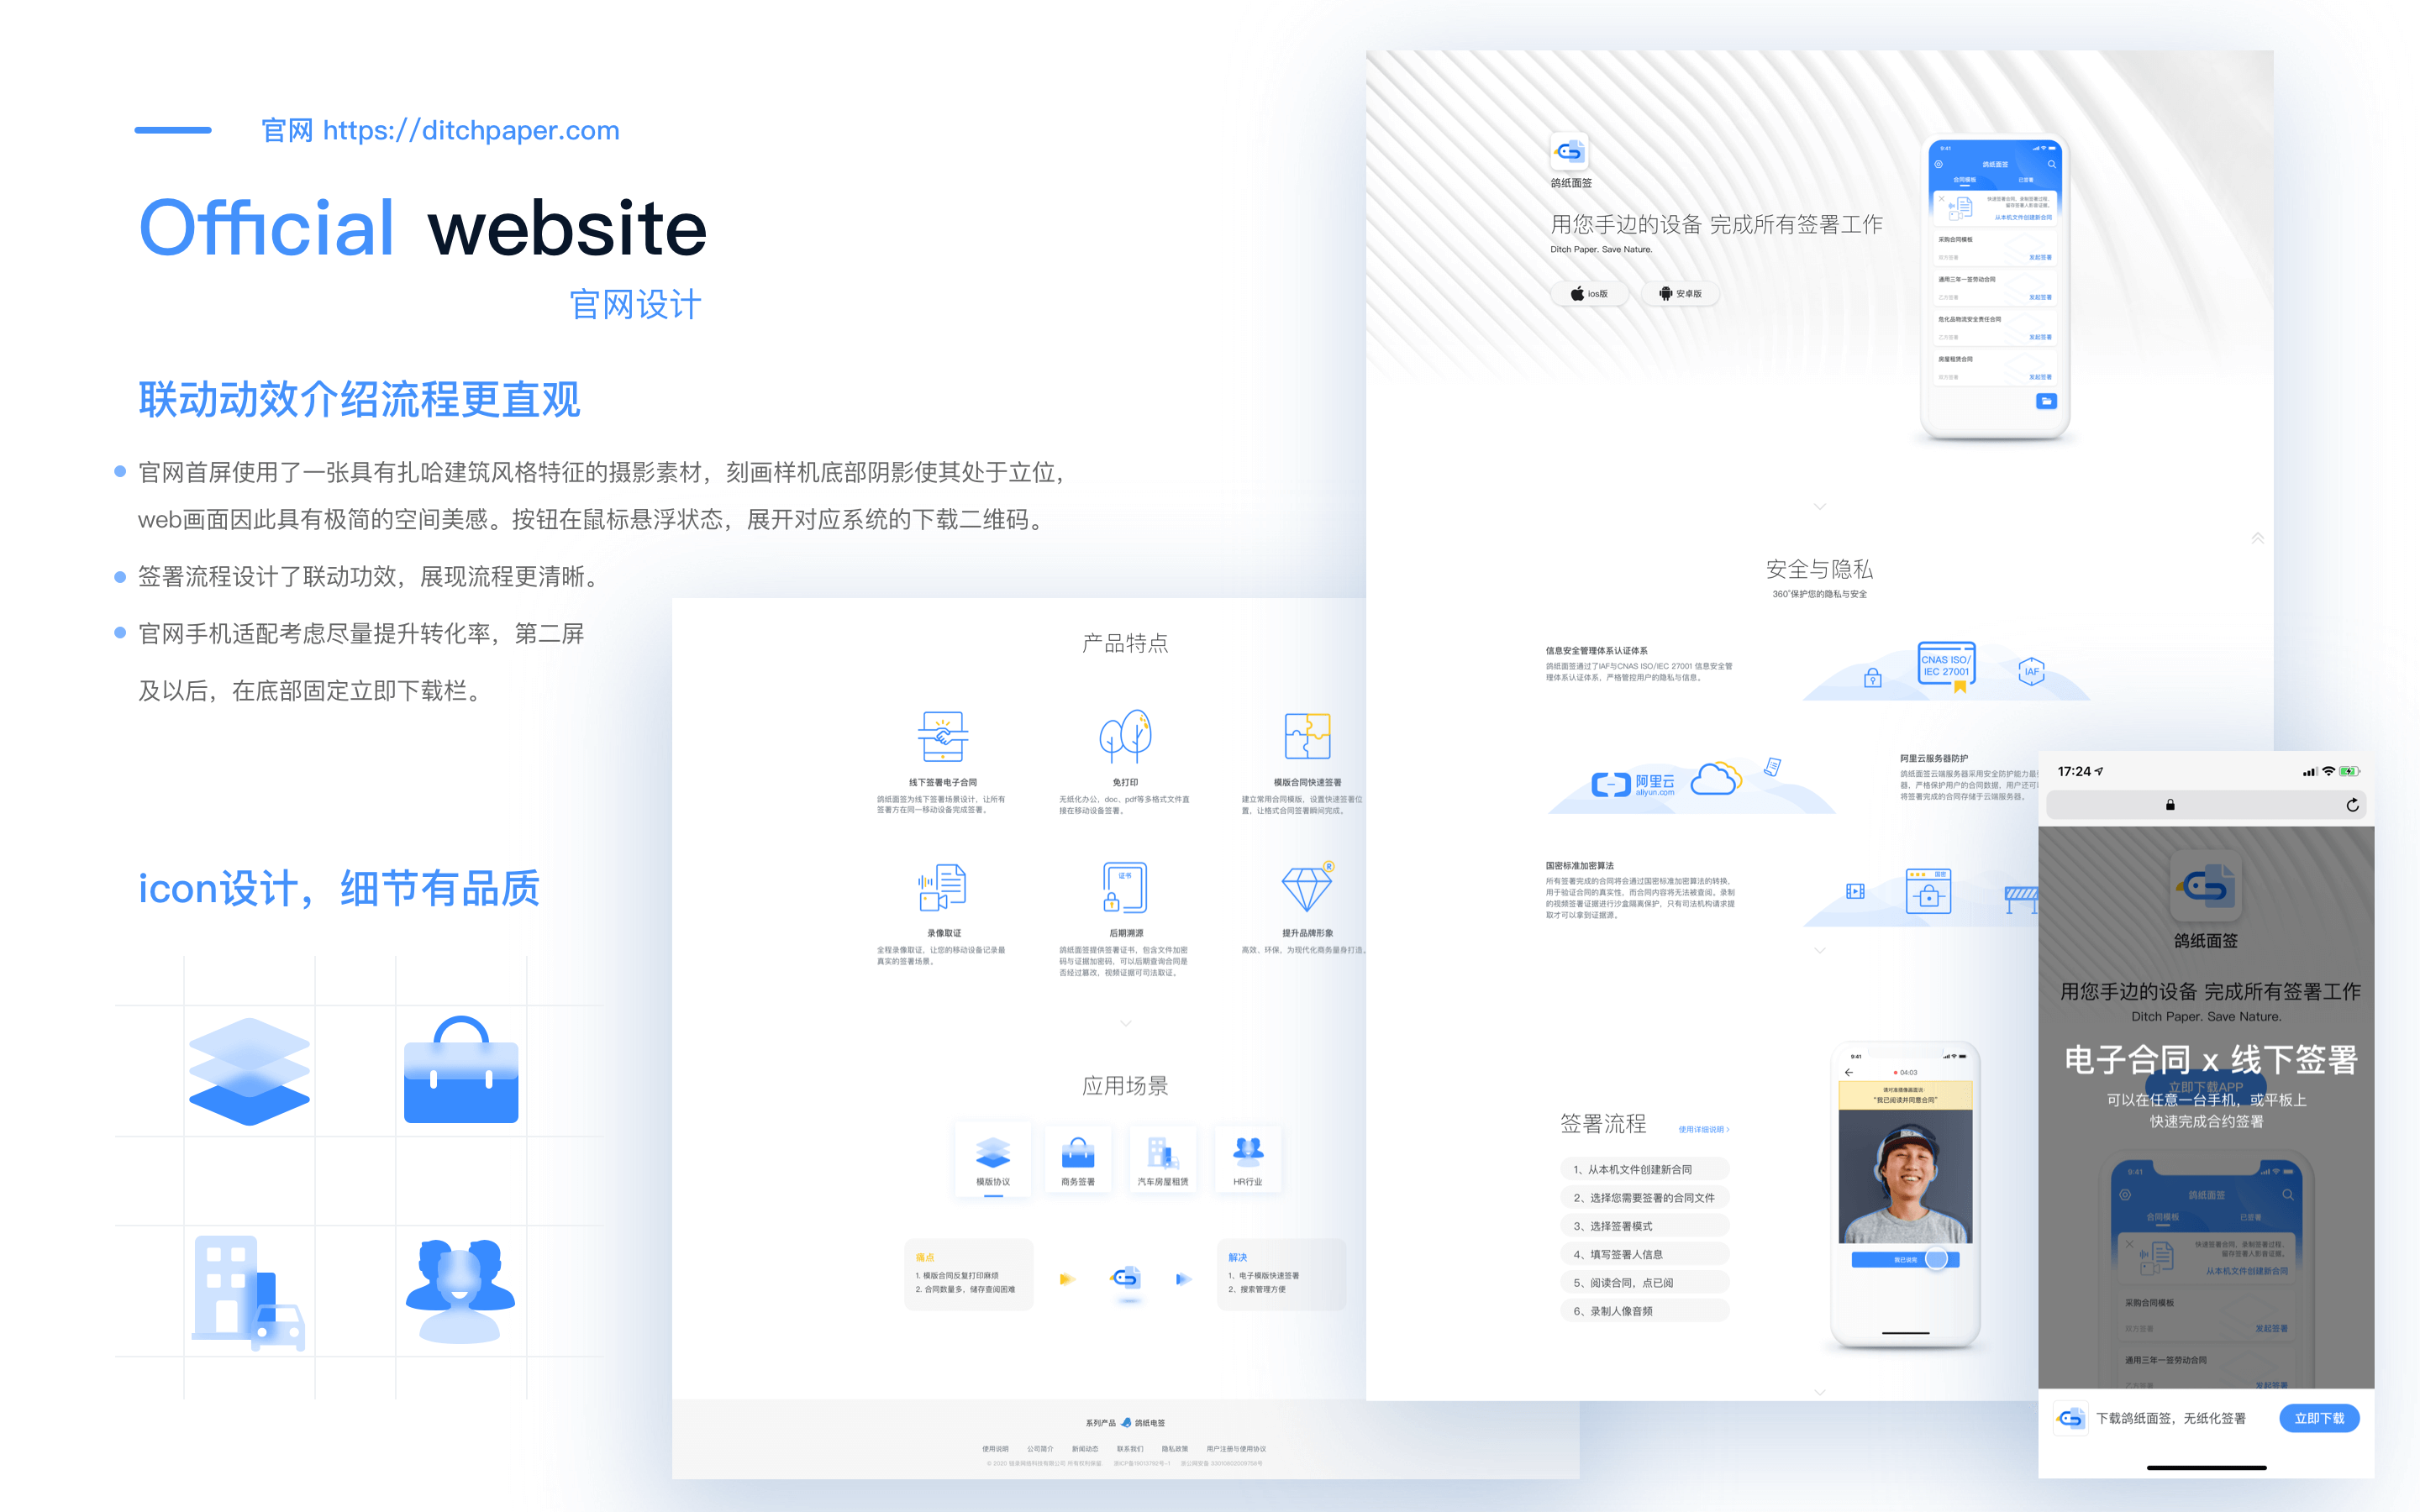 官网 https://ditchpaper.com
Official website
官网设计
联动动效介绍流程更直观
官网首屏使用了一张具有扎哈建筑风格特征的摄影素材，刻画样机底部阴影使其处于立位，
web画面因此具有极简的空间美感。按钮在鼠标悬浮状态，展开对应系统的下载二维码。
签署流程设计了联动功效，展现流程更清晰。
官网手机适配考虑尽量提升转化率，第二屏
及以后，在底部固定立即下载栏。
icon设计，细节有品质
产品特点
线下签署电子合同
鸽纸面签为线下签署场景设计，让所有
签署方在同一移动设备完成签署。
免打印
无纸化办公，doc、pdf等多格式文件直
接在移动设备签署。
模版合同快速签署
建立常用合同模版，设置快速签署位
置，让格式合同签署瞬间完成。
录像取证
全程录像取证，让您的移动设备记录最
真实的签署场景。
证书
后期溯源
鸽纸面签提供签署证书，包含文件加密
码与证据加密码，可以后期查询合同是
否经过篡改，视频证据可司法取证。
R
提升品牌形象
高效、环保，为现代化商务量身打造。
应用场景
模版协议
商务签署
汽车房屋租赁
HR行业
痛点
1. 模版合同反复打印麻烦
2. 合同数量多，储存查阅困难
解决
1、电子模版快速签署
2、搜索管理方便
系列产品 鸽纸电签
使用说明 公司简介 新闻动态 联系我们 隐私政策 用户注册与使用协议
鸽纸面签
用您手边的设备 完成所有签署工作
Ditch Paper. Save Nature.
ios版
安卓版
9:41
鸽纸面签
合同模板 已签署
快速签署合同，录制签署过程，
留存签署人影音证据。
从本机文件创建新合同
采购合同模板
双方签署 发起签署
通用三年一签劳动合同
乙方签署 发起签署
危化品物流安全责任合同
乙方签署 发起签署
房屋租赁合同
双方签署 发起签署
安全与隐私
360°保护您的隐私与安全
信息安全管理体系认证体系
鸽纸面签通过了IAF与CNAS ISO/IEC 27001 信息安全管
理体系认证体系，严格管控用户的隐私与信息。
CNAS ISO/
IEC 27001
IAF
阿里云
aliyun.com
阿里云服务器防护
鸽纸面签云端服务器采用安全防护能力最
器，严格保护用户的合同数据，用户还可
将签署完成的合同存储于云端服务器。
国密标准加密算法
所有签署完成的合同将会通过国密标准加密算法的转换，
用于验证合同的真实性，而合同内容将无法被查阅。录制
的视频签署证据进行沙盒隔离保护，只有司法机构请求提
取才可以拿到证据源。
国密
签署流程
使用详细说明 >
1、从本机文件创建新合同
2、选择您需要签署的合同文件
3、选择签署模式
4、填写签署人信息
5、阅读合同，点已阅
6、录制人像音频
9:41
04:03
请对准摄像画面说：
“我已阅读并同意合同”
我已说完
17:24
鸽纸面签
用您手边的设备 完成所有签署工作
Ditch Paper. Save Nature.
电子合同 x 线下签署
立即下载APP
可以在任意一台手机，或平板上
快速完成合约签署
9:41
鸽纸面签
合同模板 已签署
快速签署合同，录制签署过程，
留存签署人影音证据。
从本机文件创建新合同
采购合同模板
双方签署 发起签署
通用三年一签劳动合同
乙方签署 发起签署
下载鸽纸面签，无纸化签署
立即下载